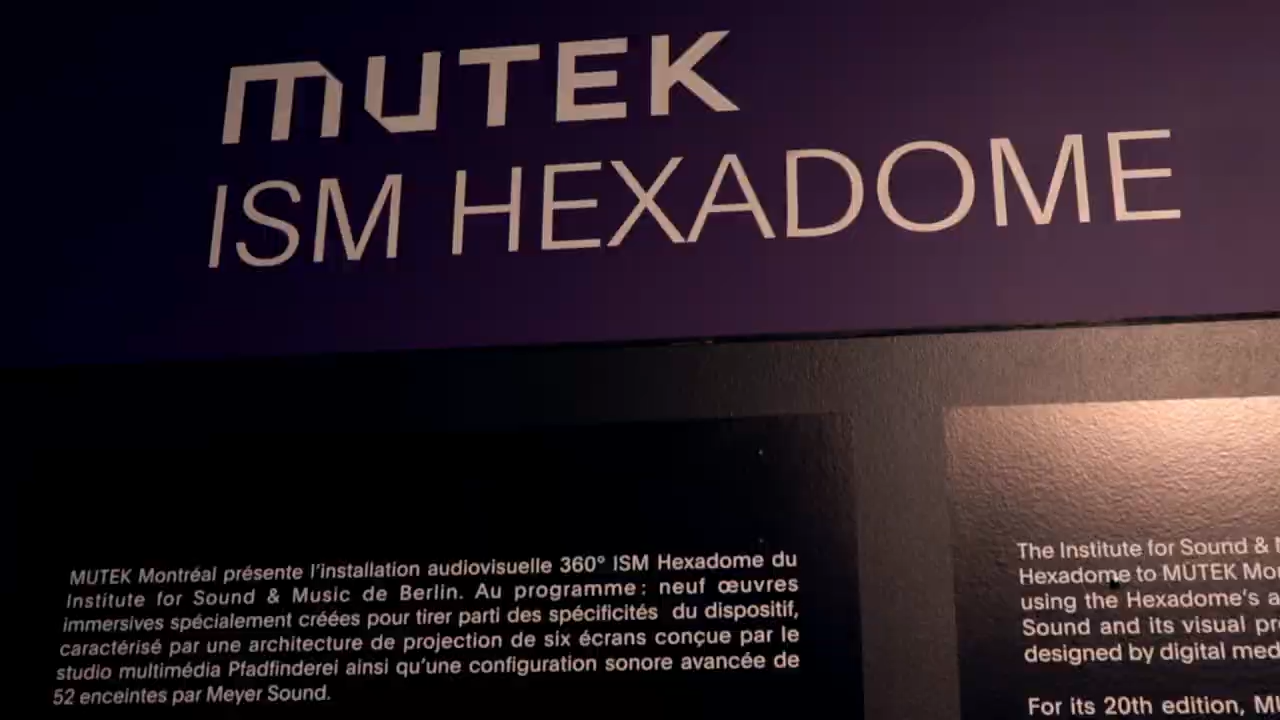 MUTEK
ISM HEXADOME
MUTEK Montréal présente l'installation audiovisuelle 360° ISM Hexadome du
Institute for Sound & Music de Berlin. Au programme : neuf œuvres
immersives spécialement créées pour tirer parti des spécificités du dispositif,
caractérisé par une architecture de projection de six écrans conçue par le
studio multimédia Pfadfinderei ainsi qu'une configuration sonore avancée de
52 enceintes par Meyer Sound.
The Institute for Sound &
Hexadome to MUTEK
using the Hexadome's
Sound and its visual
designed by digital
For its 20th edition,